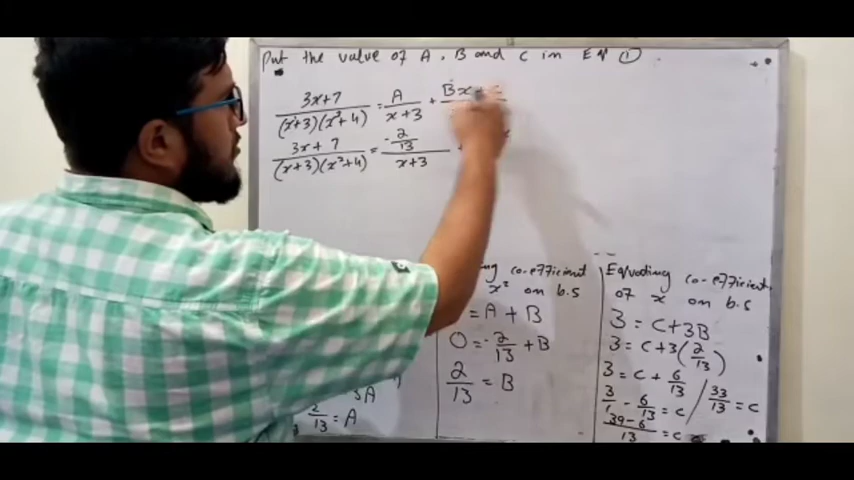 Put the value of A, B and C in Eq ①
3x+7/(x+3)(x²+4) = A/x+3 + Bx+
3x+7/(x+3)(x²+4) = -2/13/x+3 +
3A
2/13 = A
co-efficient
x² on b.s
= A + B
0 = -2/13 + B
2/13 = B
Equating co-efficient
of x on b.s
3 = C+3B
3 = C+3(2/13)
3 = C + 6/13
3/1 - 6/13 = C / 33/13 = C
39-6/13 = C